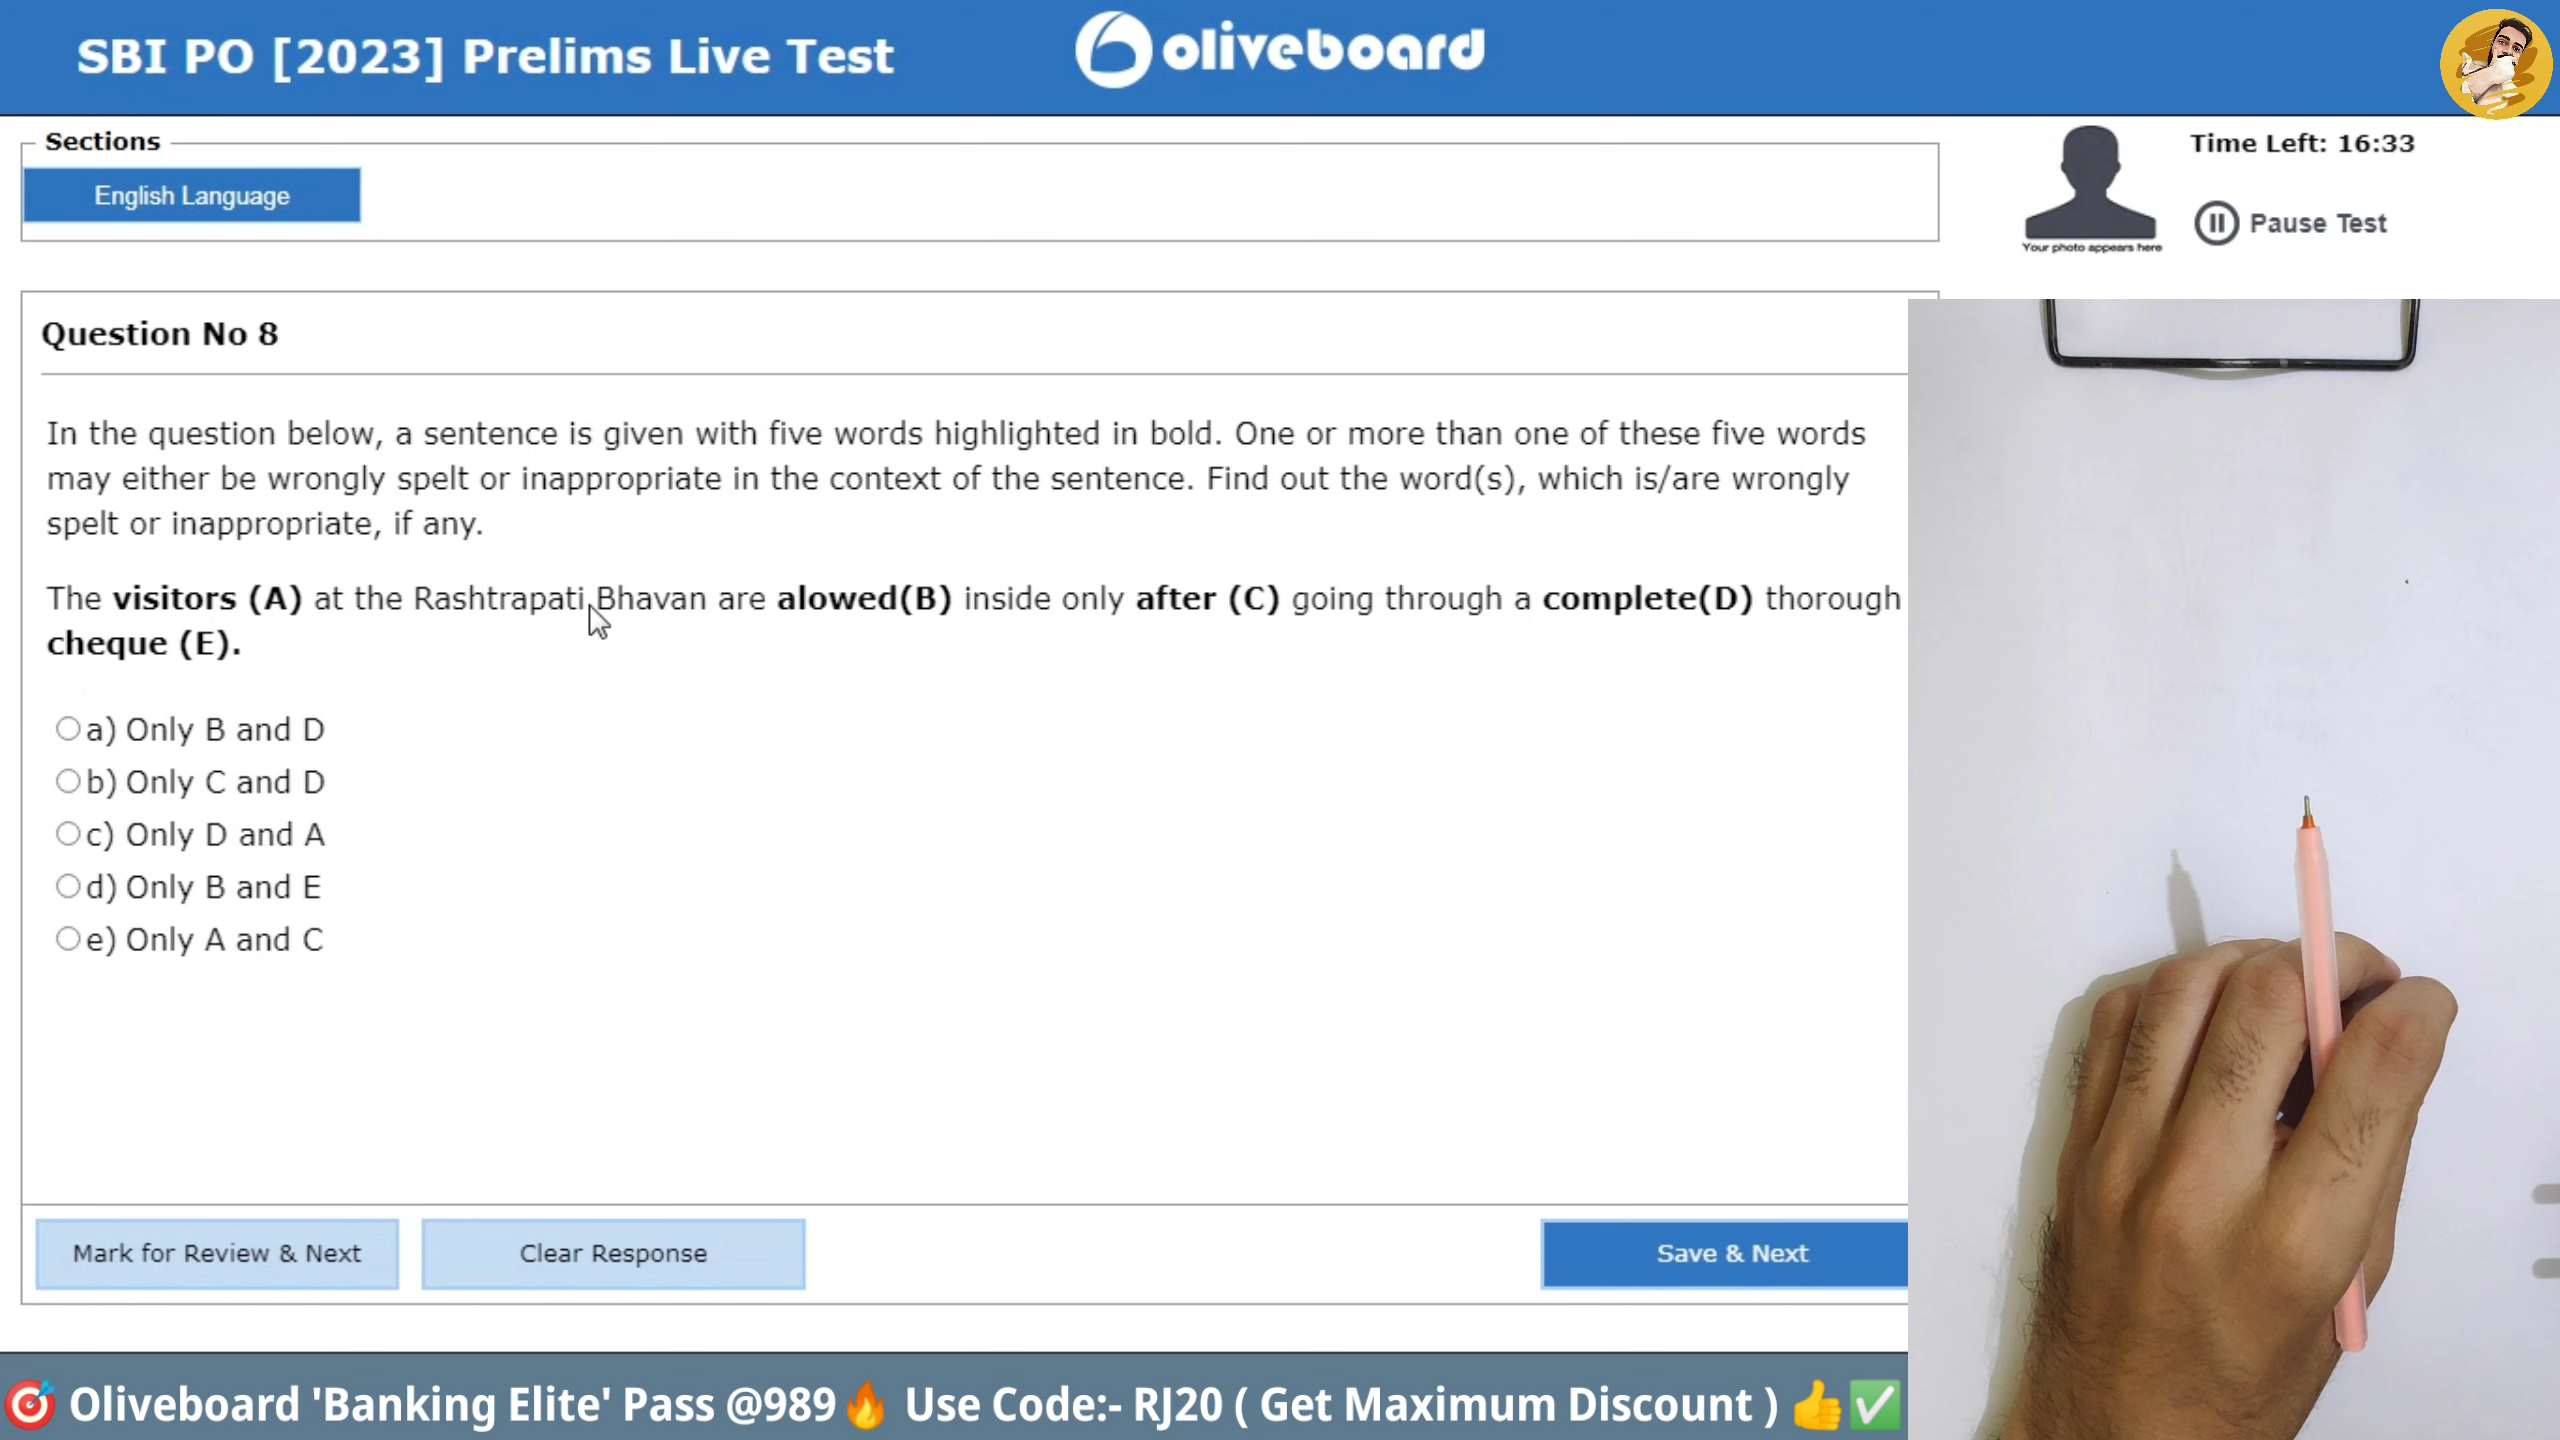 SBI PO [2023] Prelims Live Test
oliveboard
Sections
English Language
Time Left: 16:33
Your photo appears here
Pause Test
Question No 8
In the question below, a sentence is given with five words highlighted in bold. One or more than one of these five words
may either be wrongly spelt or inappropriate in the context of the sentence. Find out the word(s), which is/are wrongly
spelt or inappropriate, if any.
The visitors (A) at the Rashtrapati Bhavan are alowed(B) inside only after (C) going through a complete(D) thorough
cheque (E).
a) Only B and D
b) Only C and D
c) Only D and A
d) Only B and E
e) Only A and C
Mark for Review & Next
Clear Response
Save & Next
🎯 Oliveboard 'Banking Elite' Pass @989🔥 Use Code:- RJ20 ( Get Maximum Discount ) 👍✅